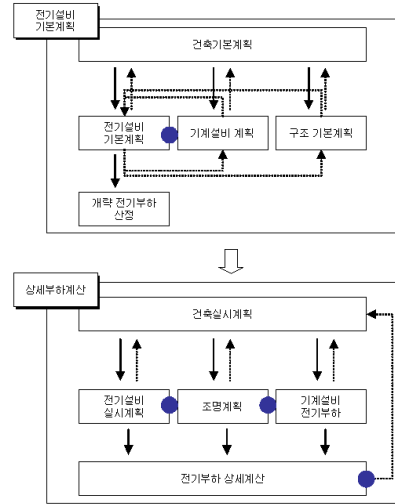 전기설비
기본계획
건축기본계획
전기설비
기본계획
기계설비 계획
구조 기본계획
개략 전기부하
산정
상세부하계산
건축실시계획
전기설비
실시계획
조명계획
기계설비
전기부하
전기부하 상세계산